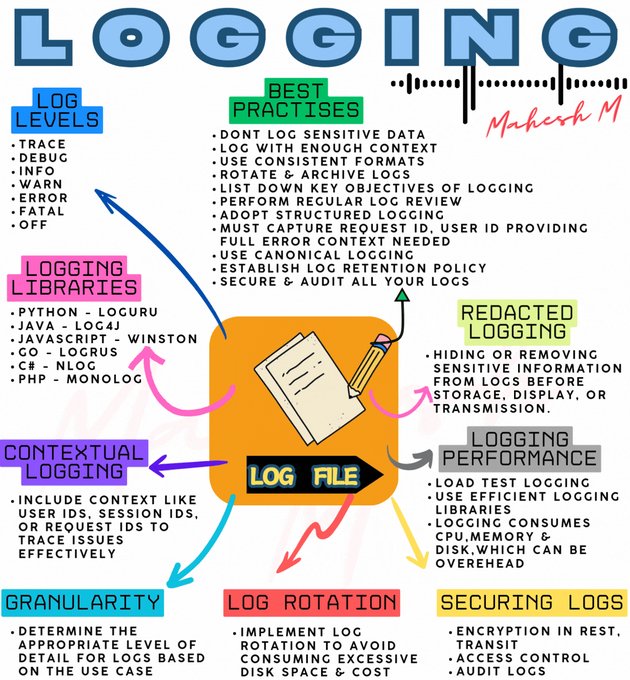 LOGGING
Mahesh M
LOG
LEVELS
• TRACE
• DEBUG
• INFO
• WARN
• ERROR
• FATAL
• OFF
BEST
PRACTISES
• DONT LOG SENSITIVE DATA
• LOG WITH ENOUGH CONTEXT
• USE CONSISTENT FORMATS
• ROTATE & ARCHIVE LOGS
• LIST DOWN KEY OBJECTIVES OF LOGGING
• PERFORM REGULAR LOG REVIEW
• ADOPT STRUCTURED LOGGING
• MUST CAPTURE REQUEST ID, USER ID PROVIDING
FULL ERROR CONTEXT NEEDED
• USE CANONICAL LOGGING
• ESTABLISH LOG RETENTION POLICY
• SECURE & AUDIT ALL YOUR LOGS
LOGGING
LIBRARIES
• PYTHON - LOGURU
• JAVA - LOG4J
• JAVASCRIPT - WINSTON
• GO - LOGRUS
• C# - NLOG
• PHP - MONOLOG
REDACTED
LOGGING
• HIDING OR REMOVING
SENSITIVE INFORMATION
FROM LOGS BEFORE
STORAGE, DISPLAY, OR
TRANSMISSION.
CONTEXTUAL
LOGGING
• INCLUDE CONTEXT LIKE
USER IDS, SESSION IDS,
OR REQUEST IDS TO
TRACE ISSUES
EFFECTIVELY
LOG FILE
LOGGING
PERFORMANCE
• LOAD TEST LOGGING
• USE EFFICIENT LOGGING
LIBRARIES
• LOGGING CONSUMES
CPU,MEMORY &
DISK,WHICH CAN BE
OVERHEAD
GRANULARITY
• DETERMINE THE
APPROPRIATE LEVEL OF
DETAIL FOR LOGS BASED
ON THE USE CASE
LOG ROTATION
• IMPLEMENT LOG
ROTATION TO AVOID
CONSUMING EXCESSIVE
DISK SPACE & COST
SECURING LOGS
• ENCRYPTION IN REST,
TRANSIT
• ACCESS CONTROL
• AUDIT LOGS